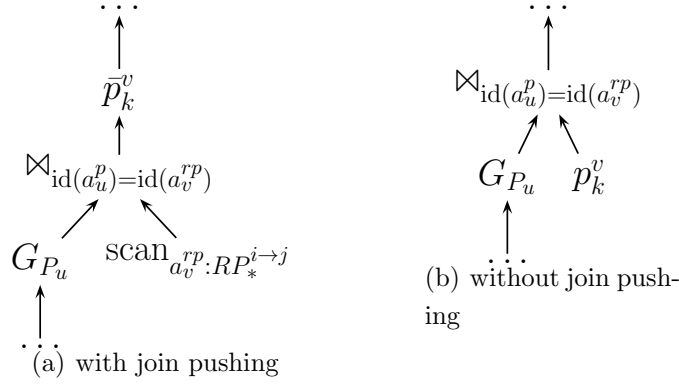 ...
p̄_k^v
⋈_{id(a_u^p)=id(a_v^{rp})}
G_{P_u} scan_{a_v^{rp}:RP_*^{i→j}}
...
(a) with join pushing
...
⋈_{id(a_u^p)=id(a_v^{rp})}
G_{P_u} p_k^v
...
(b) without join push-
ing